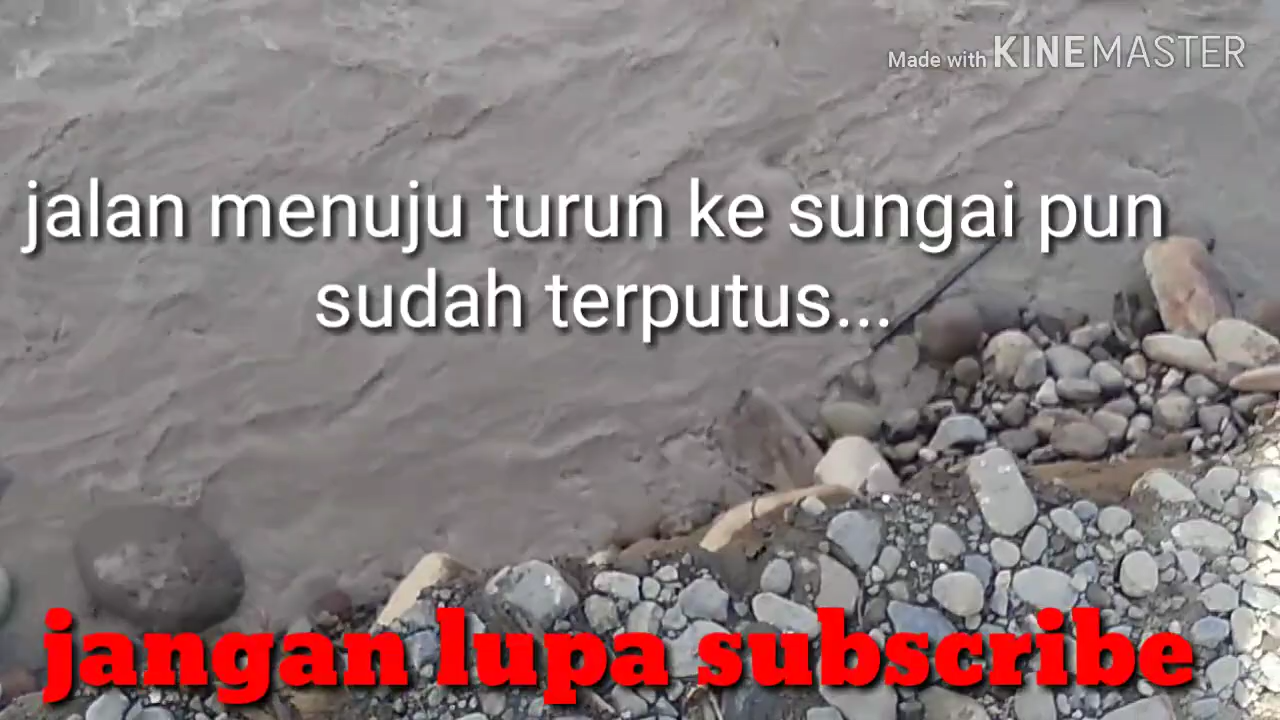 Made with KINEMASTER
jalan menuju turun ke sungai pun
sudah terputus...
jangan lupa subscribe